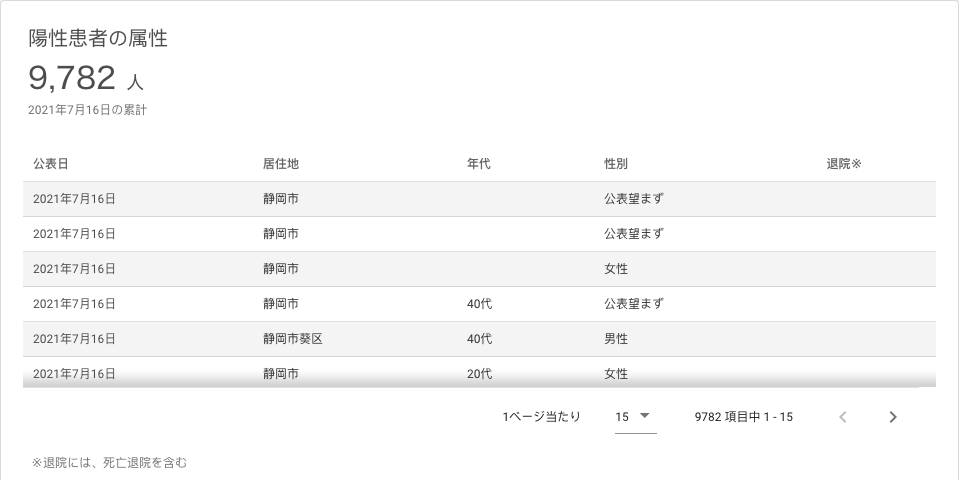 陽性患者の属性
9,782 人
2021年7月16日の累計
公表日 居住地 年代 性別 退院※
2021年7月16日 静岡市 公表望まず
2021年7月16日 静岡市 公表望まず
2021年7月16日 静岡市 女性
2021年7月16日 静岡市 40代 公表望まず
2021年7月16日 静岡市葵区 40代 男性
2021年7月16日 静岡市 20代 女性
1ページ当たり 15 9782 項目中 1 - 15
※退院には、死亡退院を含む